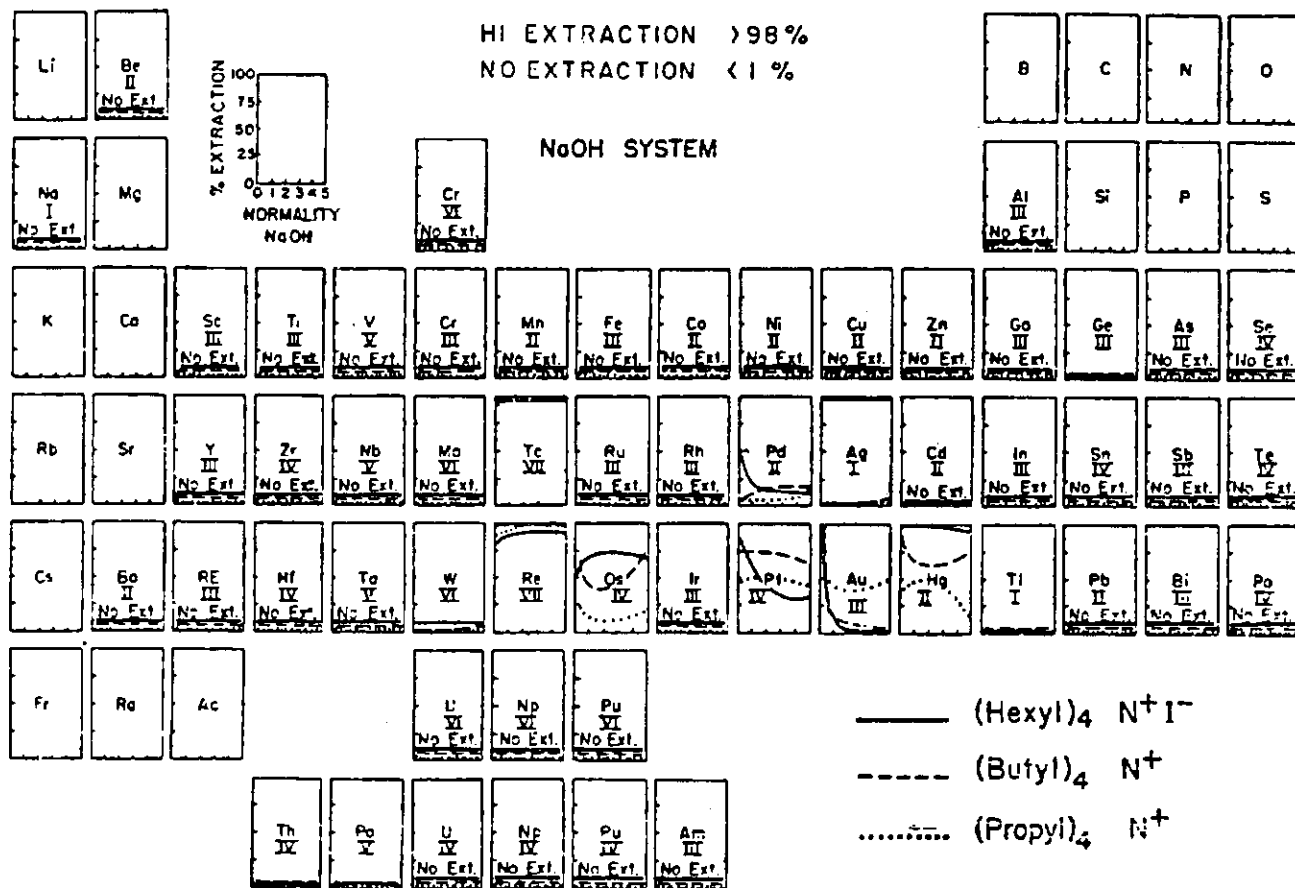 HI EXTRACTION >98%
NO EXTRACTION <1%
NaOH SYSTEM
% EXTRACTION
100
75
50
25
0
0 1 2 3 4 5
NORMALITY
NaOH
Li Be B C N O
II
No Ext.
Na Mg Cr Al Si P S
I VI III
No Ext. No Ext. No Ext.
K Ca Sc Ti V Cr Mn Fe Co Ni Cu Zn Ga Ge As Se
III III V III II III II II II II III III III IV
No Ext. No Ext. No Ext. No Ext. No Ext. No Ext. No Ext. No Ext. No Ext. No Ext. No Ext. No Ext. No Ext.
Rb Sr Y Zr Nb Mo Tc Ru Rh Pd Ag Cd In Sn Sb Te
III IV V VI VII III III II I II III IV III IV
No Ext. No Ext. No Ext. No Ext. No Ext. No Ext. No Ext. No Ext. No Ext. No Ext. No Ext.
Cs Ba RE Hf Ta W Re Os Ir Pt Au Hg Tl Pb Bi Po
II III IV V VI VII IV III IV III II I II III IV
No Ext. No Ext. No Ext. No Ext. No Ext. No Ext. No Ext. No Ext.
Fr Ra Ac U Np Pu
VI VI VI
No Ext. No Ext. No Ext.
Th Pa U Np Pu Am
IV V IV IV IV III
No Ext. No Ext. No Ext. No Ext.
(Hexyl)4 N+ I-
(Butyl)4 N+
(Propyl)4 N+